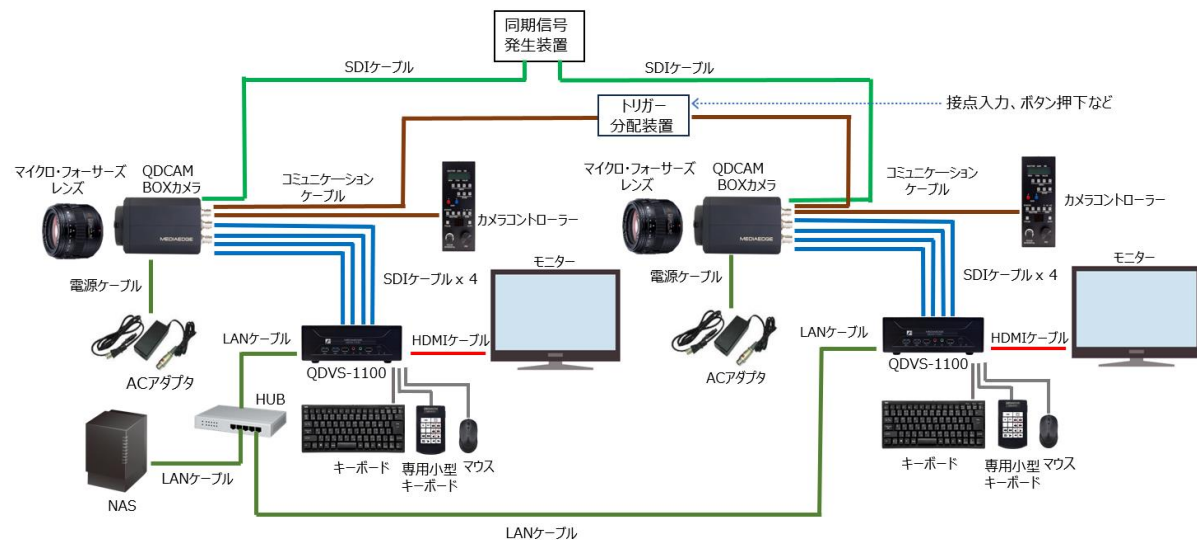 同期信号
発生装置
SDIケーブル
SDIケーブル
トリガー
分配装置
接点入力、ボタン押下など
マイクロ・フォーサーズ
レンズ
QDCAM
BOXカメラ
コミュニケーション
ケーブル
カメラコントローラー
マイクロ・フォーサーズ
レンズ
QDCAM
BOXカメラ
コミュニケーション
ケーブル
カメラコントローラー
MEDIAEDGE
MEDIAEDGE
電源ケーブル
SDIケーブル x 4
モニター
電源ケーブル
SDIケーブル x 4
モニター
LANケーブル
HDMIケーブル
LANケーブル
HDMIケーブル
ACアダプタ
QDVS-1100
ACアダプタ
QDVS-1100
HUB
キーボード
専用小型
キーボード
マウス
キーボード
専用小型
キーボード
マウス
LANケーブル
NAS
LANケーブル